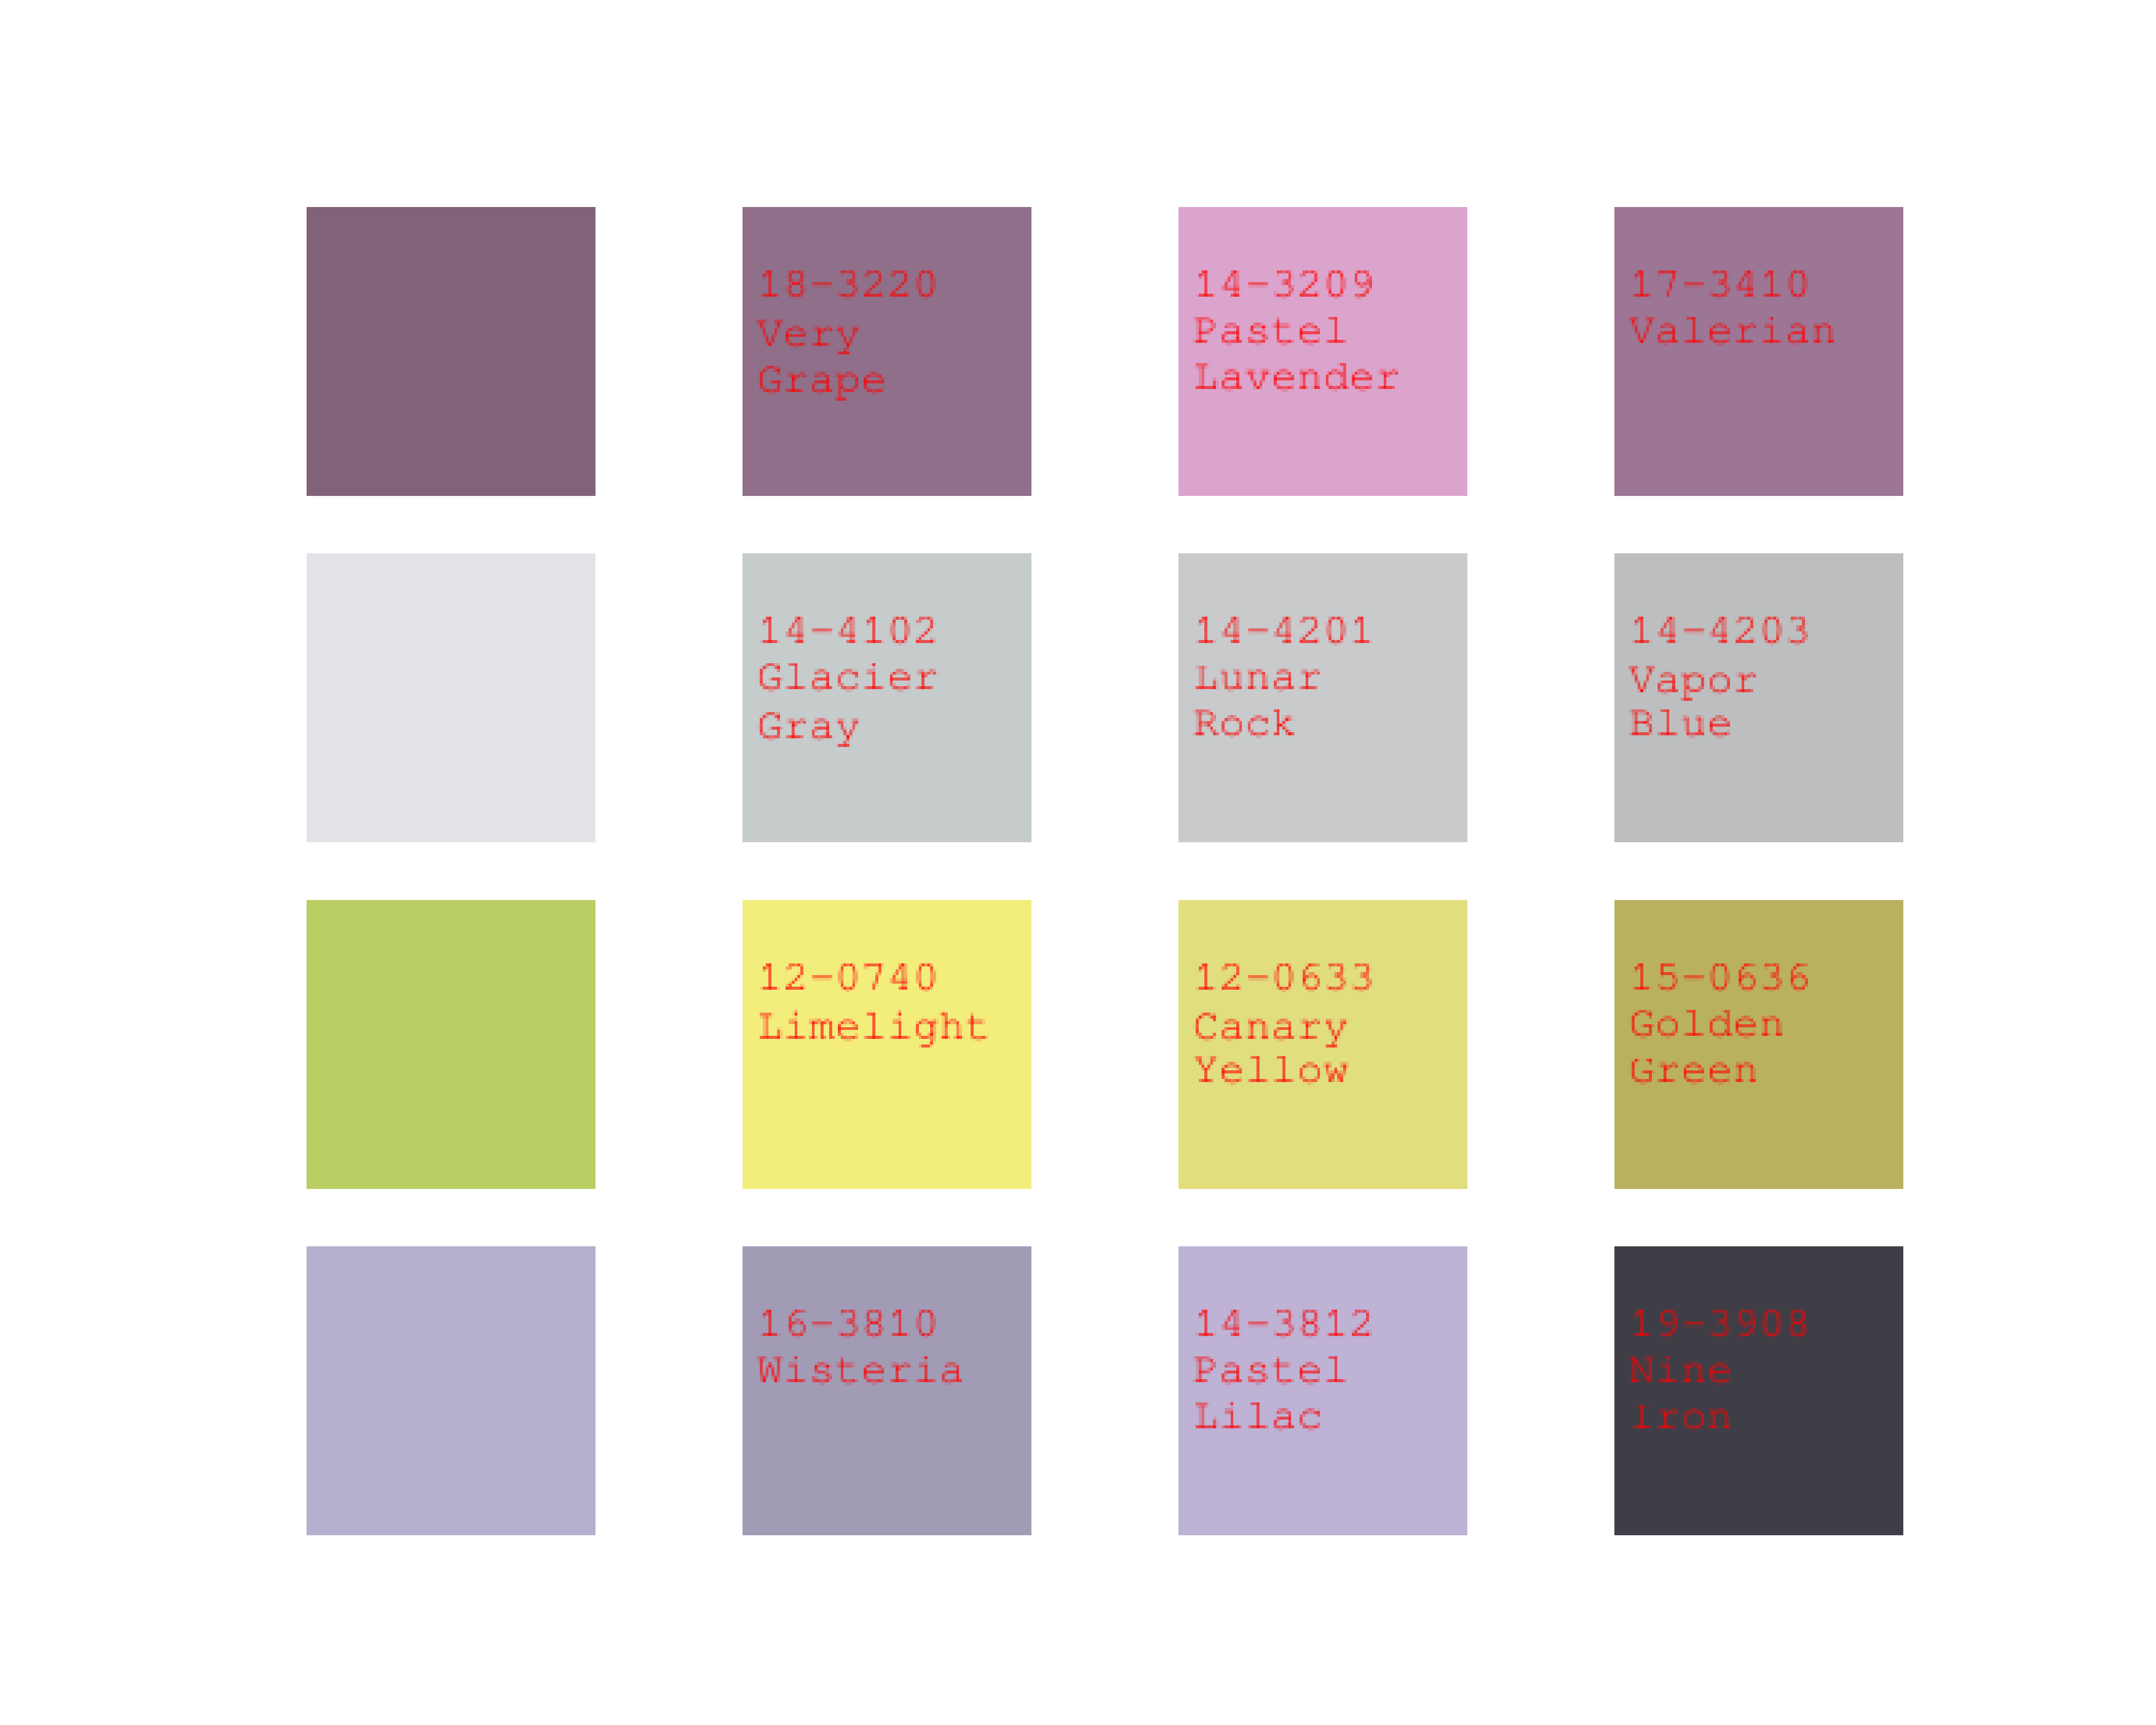 18-3220
Very
Grape
14-3209
Pastel
Lavender
17-3410
Valerian
14-4102
Glacier
Gray
14-4201
Lunar
Rock
14-4203
Vapor
Blue
12-0740
Limelight
12-0633
Canary
Yellow
15-0636
Golden
Green
16-3810
Wisteria
14-3812
Pastel
Lilac
19-3908
Nine
Iron